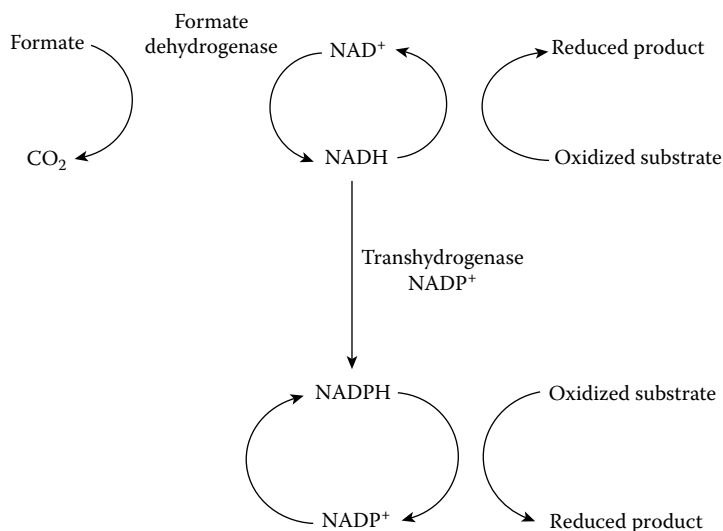 Formate
Formate
dehydrogenase
NAD⁺
Reduced product
CO₂
NADH
Oxidized substrate
Transhydrogenase
NADP⁺
NADPH
Oxidized substrate
NADP⁺
Reduced product